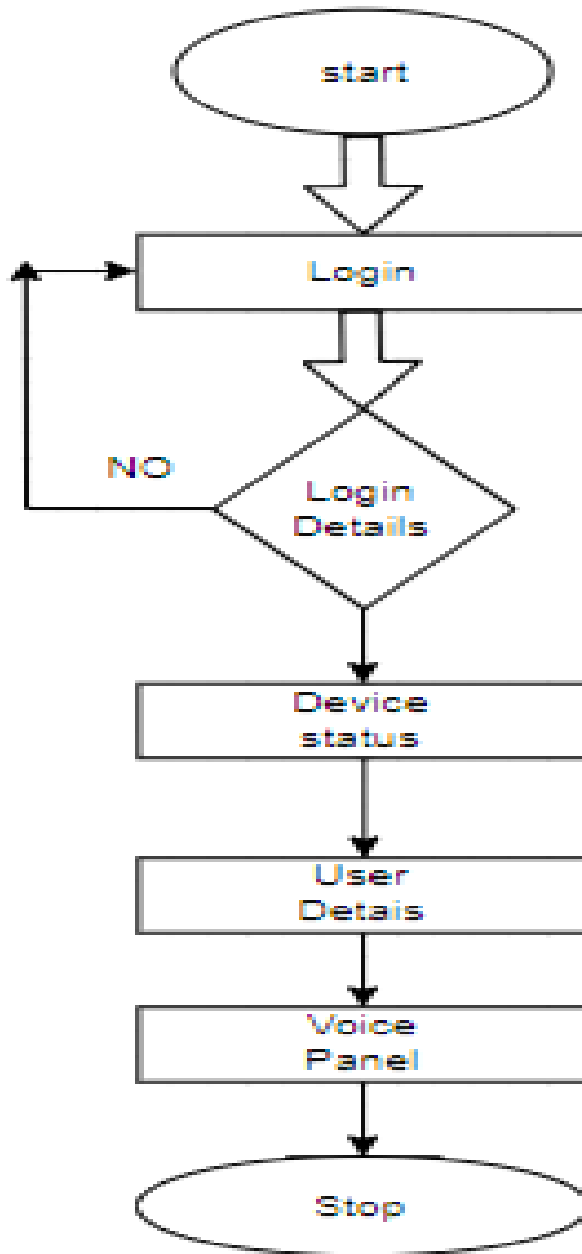 start
Login
NO
Login
Details
Device
status
User
Detais
Voice
Panel
Stop